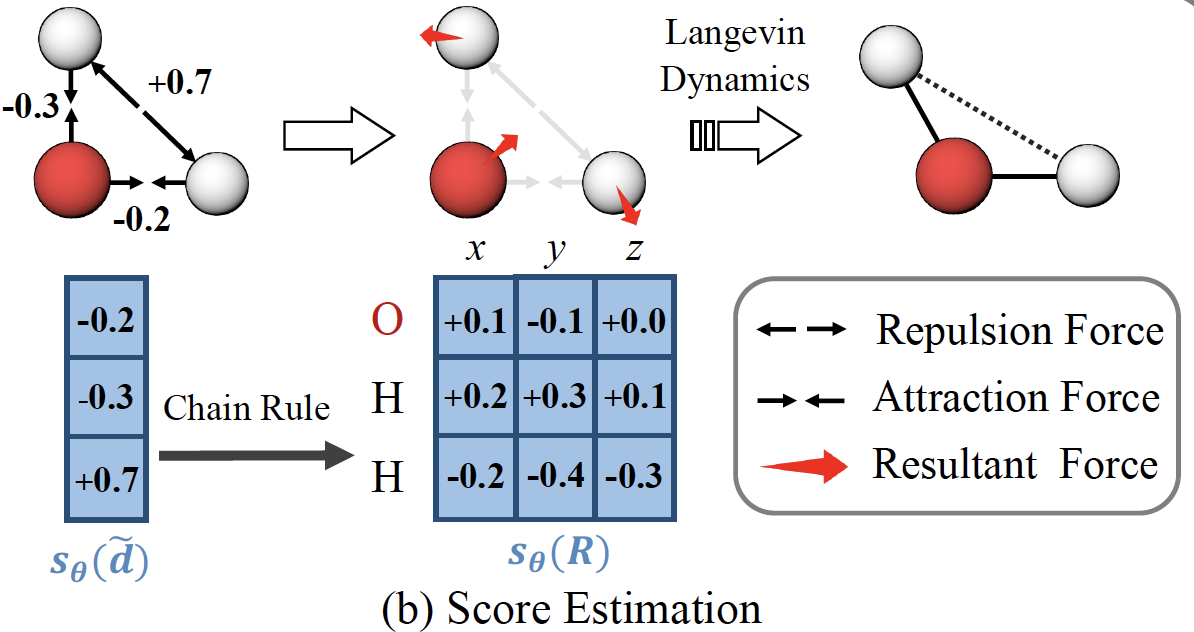 -0.3
+0.7
-0.2
Langevin
Dynamics
x y z
-0.2
-0.3
+0.7
Chain Rule
O +0.1 -0.1 +0.0
H +0.2 +0.3 +0.1
H -0.2 -0.4 -0.3
s_θ(d̃)
s_θ(R)
Repulsion Force
Attraction Force
Resultant Force
(b) Score Estimation